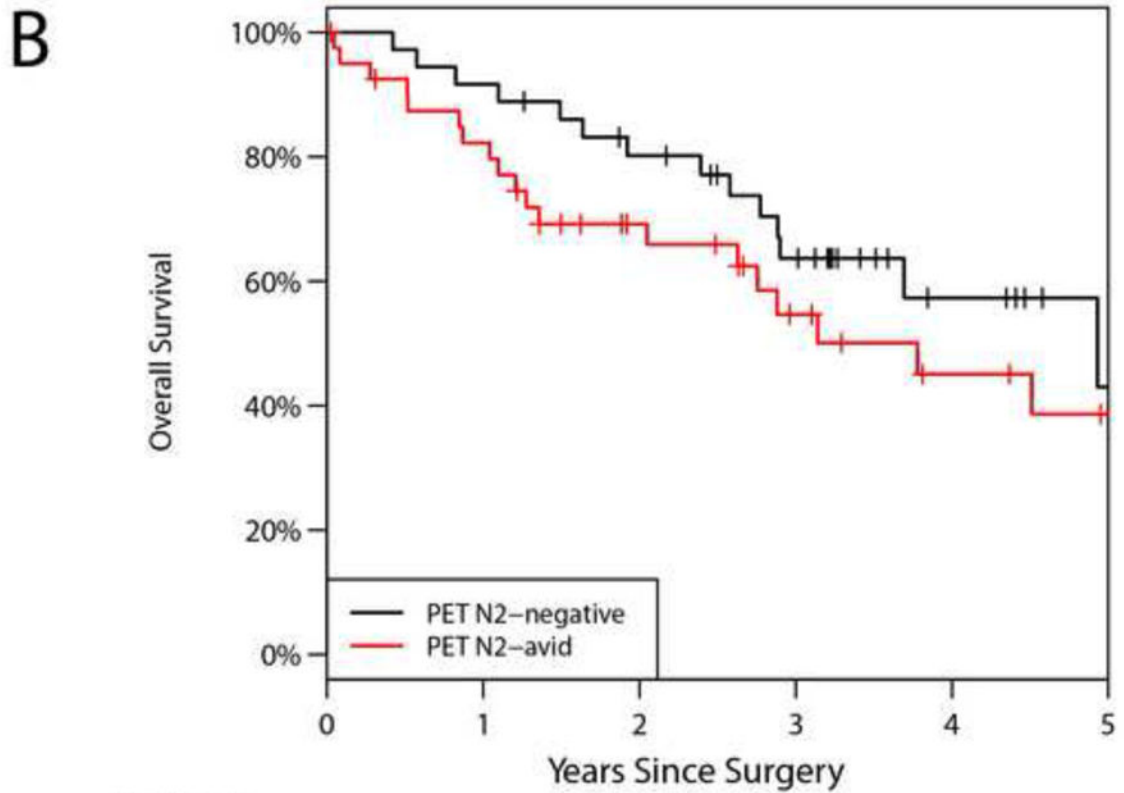 B
100%
80%
60%
40%
20%
0%
Overall Survival
PET N2–negative
PET N2–avid
0 1 2 3 4 5
Years Since Surgery